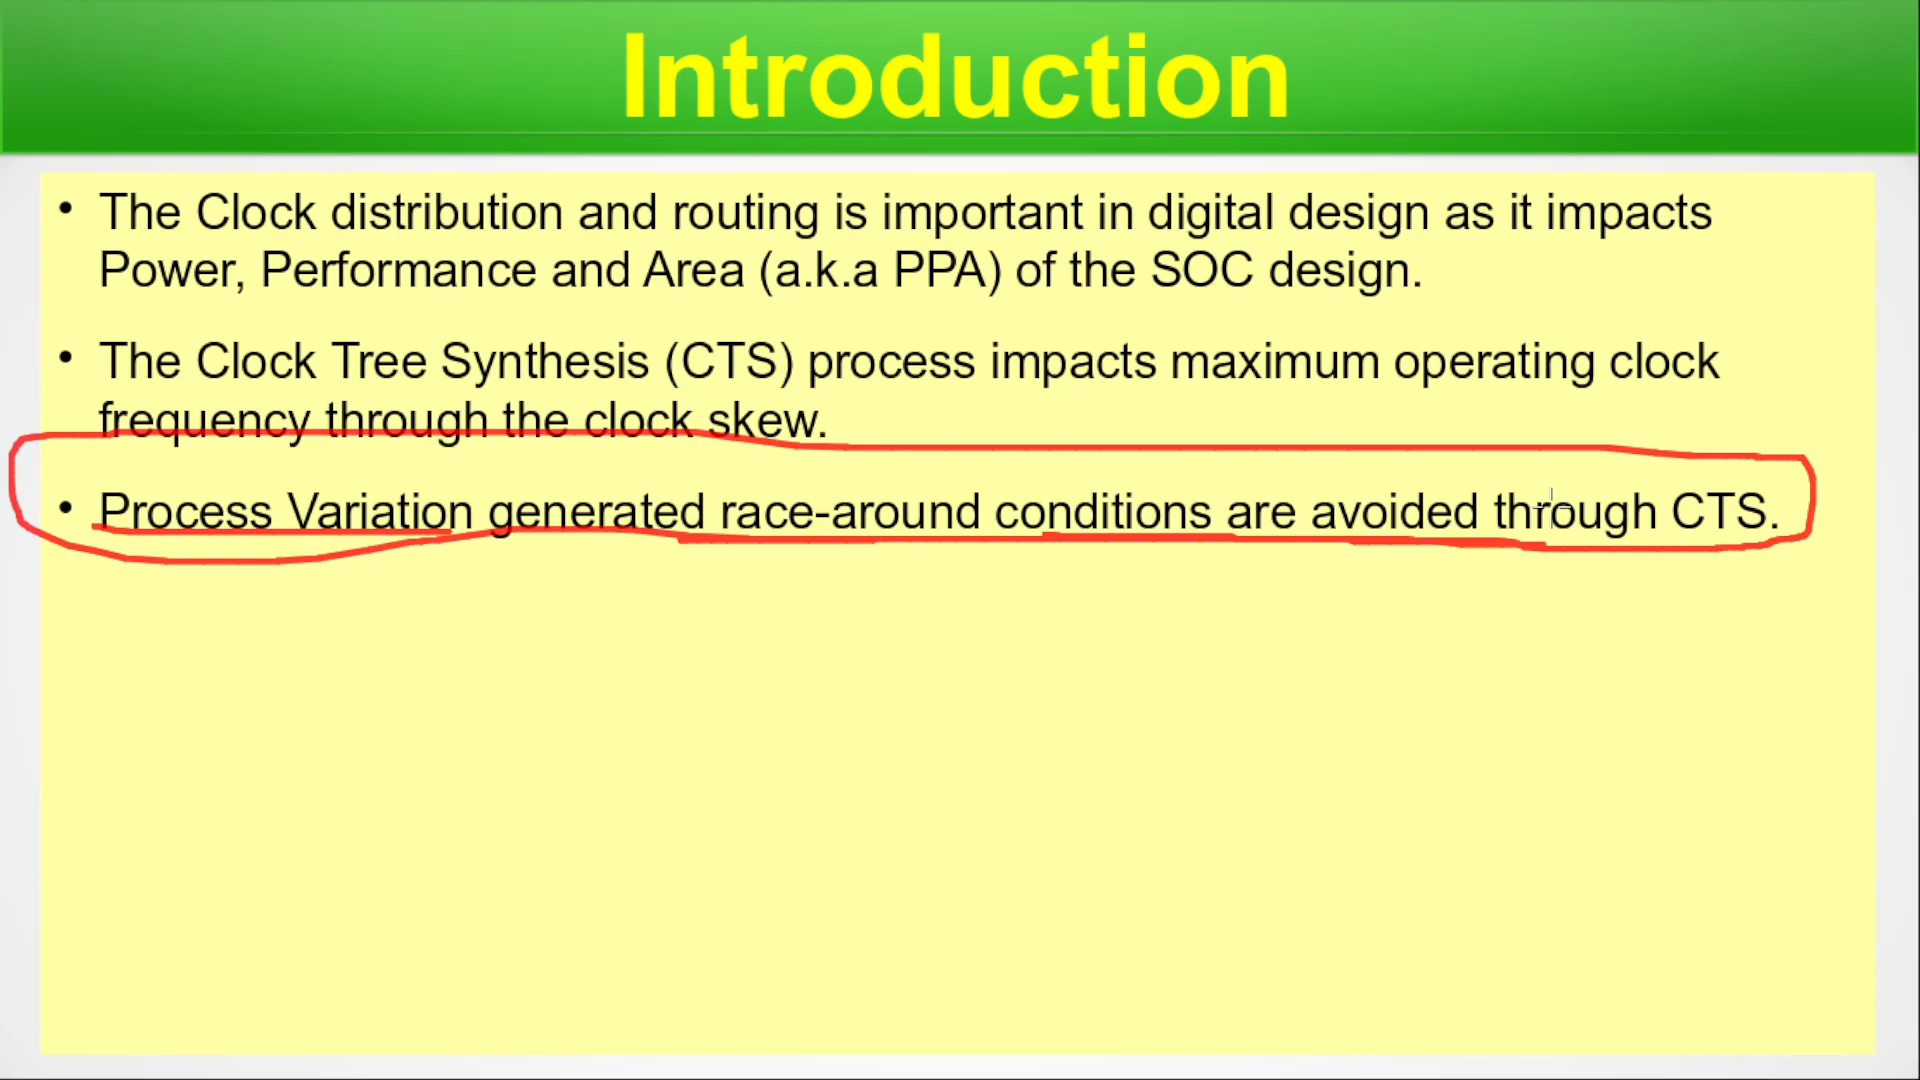 Introduction
• The Clock distribution and routing is important in digital design as it impacts
Power, Performance and Area (a.k.a PPA) of the SOC design.
• The Clock Tree Synthesis (CTS) process impacts maximum operating clock
frequency through the clock skew.
• Process Variation generated race-around conditions are avoided through CTS.